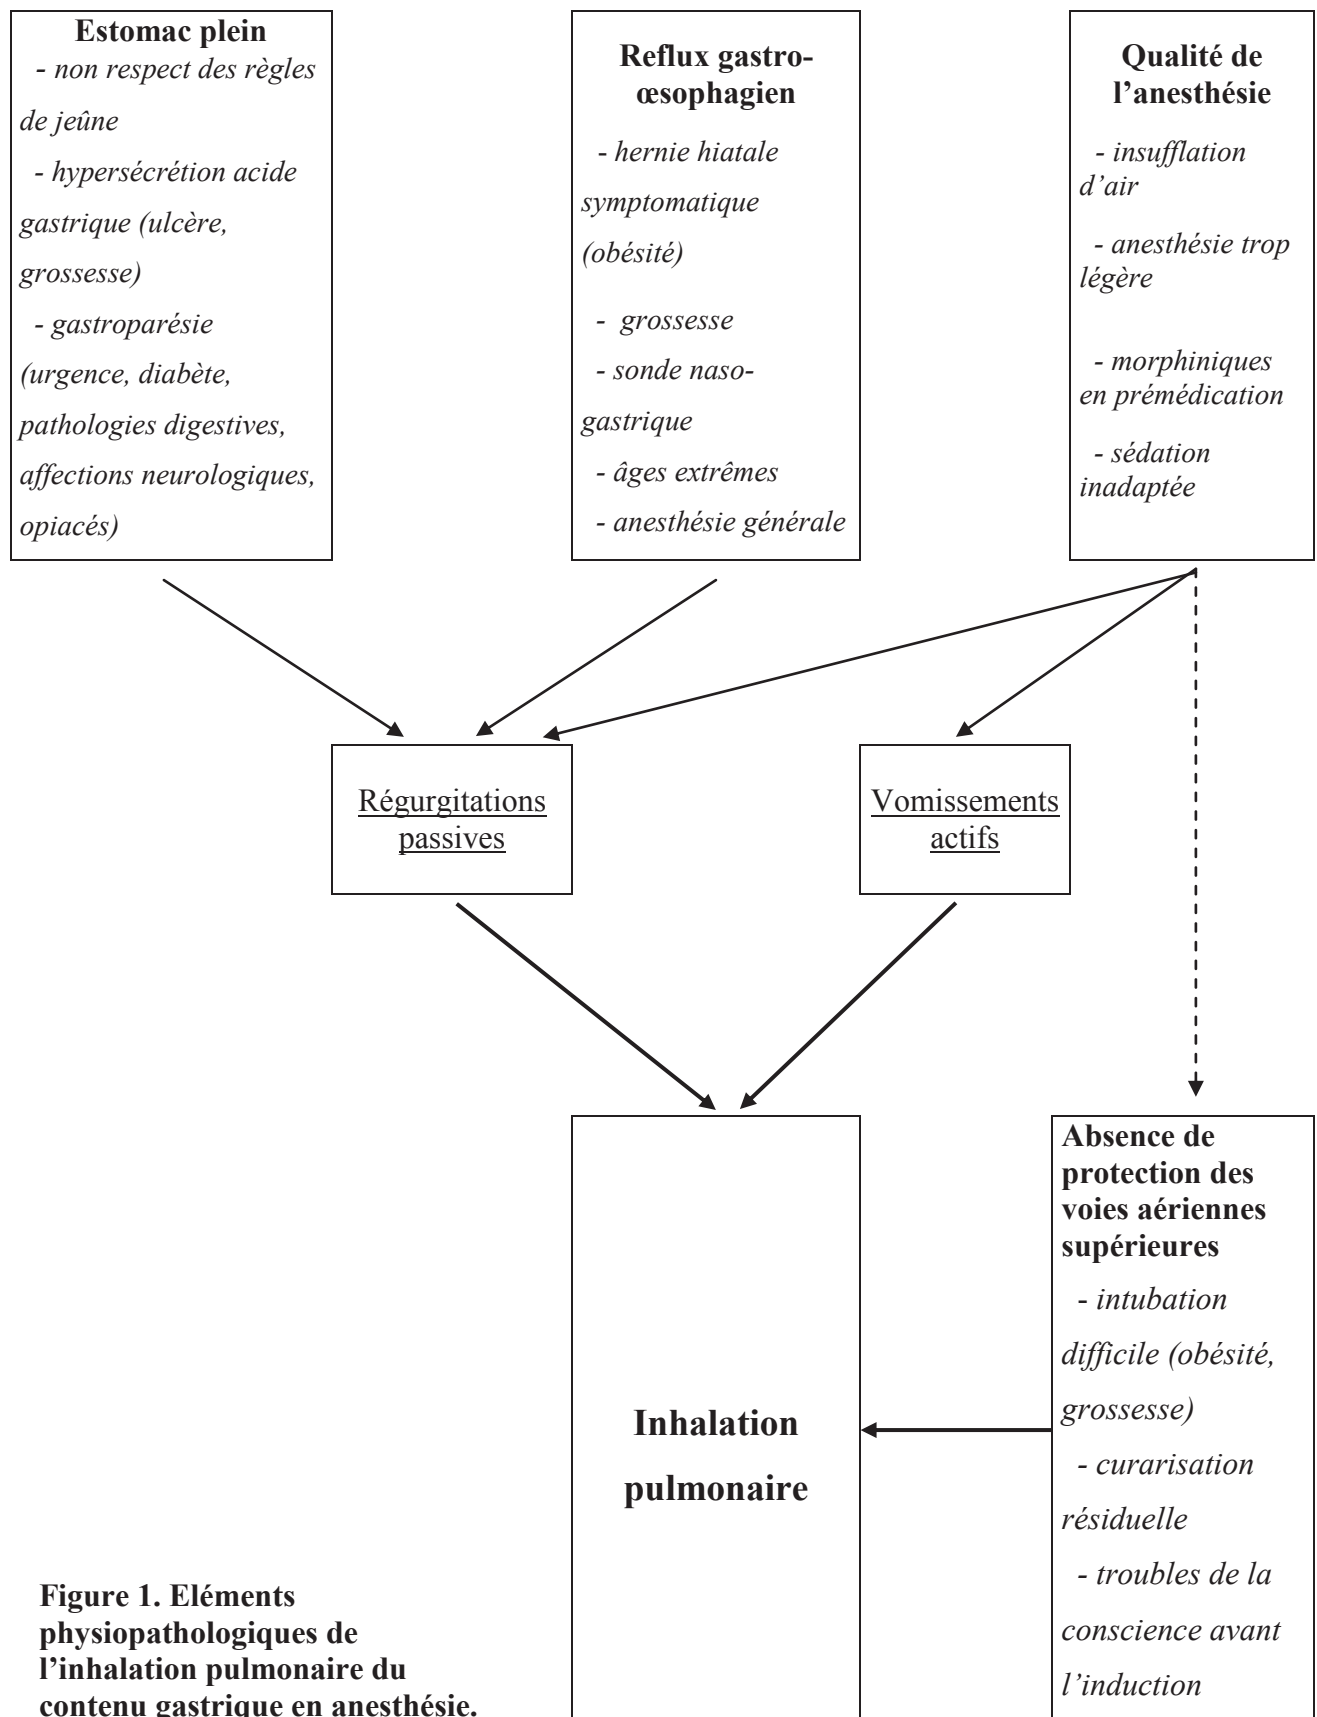 Estomac plein
- non respect des règles
de jeûne
- hypersécrétion acide
gastrique (ulcère,
grossesse)
- gastroparésie
(urgence, diabète,
pathologies digestives,
affections neurologiques,
opiacés)
Reflux gastro-
œsophagien
- hernie hiatale
symptomatique
(obésité)
- grossesse
- sonde naso-
gastrique
- âges extrêmes
- anesthésie générale
Qualité de
l’anesthésie
- insufflation
d’air
- anesthésie trop
légère
- morphiniques
en prémédication
- sédation
inadaptée
Régurgitations
passives
Vomissements
actifs
Inhalation
pulmonaire
Absence de
protection des
voies aériennes
supérieures
- intubation
difficile (obésité,
grossesse)
- curarisation
résiduelle
- troubles de la
conscience avant
l’induction
Figure 1. Eléments
physiopathologiques de
l’inhalation pulmonaire du
contenu gastrique en anesthésie.